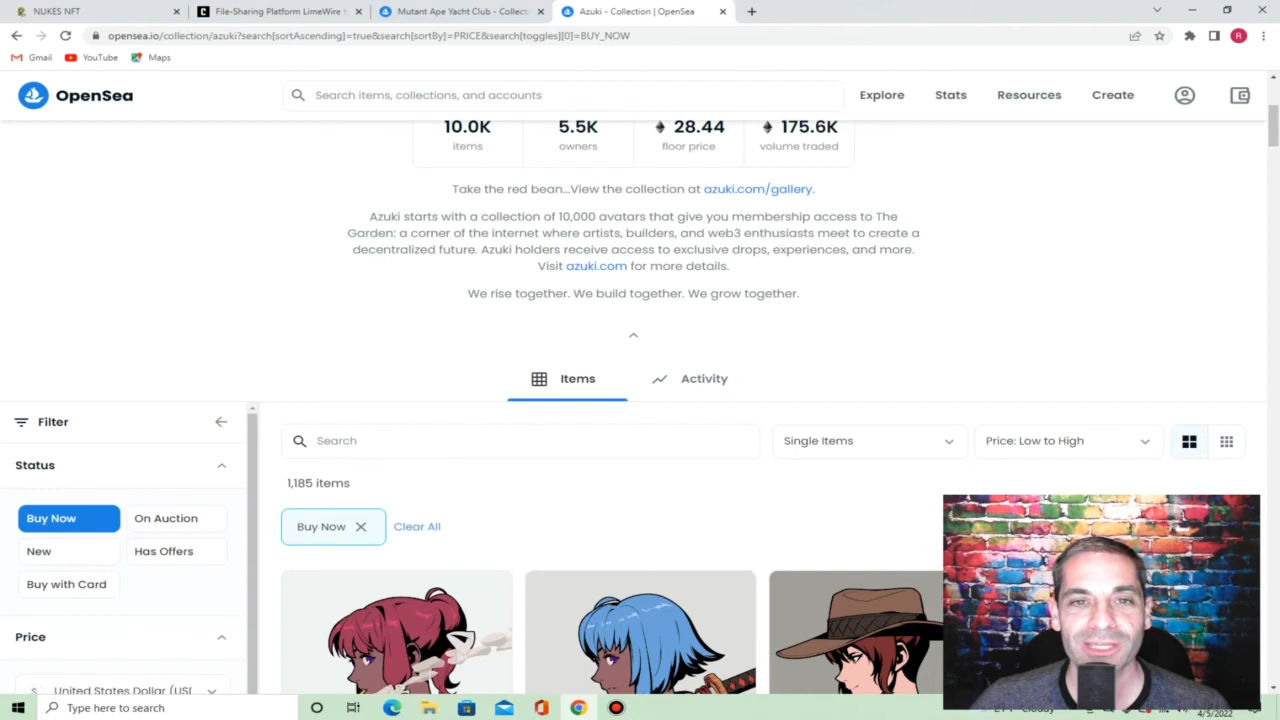 NUKES NFT
File-Sharing Platform LimeWire t
Mutant Ape Yacht Club - Collecti
Azuki - Collection | OpenSea
opensea.io/collection/azuki?search[sortAscending]=true&search[sortBy]=PRICE&search[toggles][0]=BUY_NOW
R
Gmail
YouTube
Maps
OpenSea
Search items, collections, and accounts
Explore
Stats
Resources
Create
10.0K
5.5K
28.44
175.6K
items
owners
floor price
volume traded
Take the red bean...View the collection at azuki.com/gallery.
Azuki starts with a collection of 10,000 avatars that give you membership access to The
Garden: a corner of the internet where artists, builders, and web3 enthusiasts meet to create a
decentralized future. Azuki holders receive access to exclusive drops, experiences, and more.
Visit azuki.com for more details.
We rise together. We build together. We grow together.
Items
Activity
Filter
Search
Single Items
Price: Low to High
Status
1,185 items
Buy Now
On Auction
Buy Now
Clear All
New
Has Offers
Buy with Card
Price
$ United States Dollar (US
Type here to search
4/5/2022